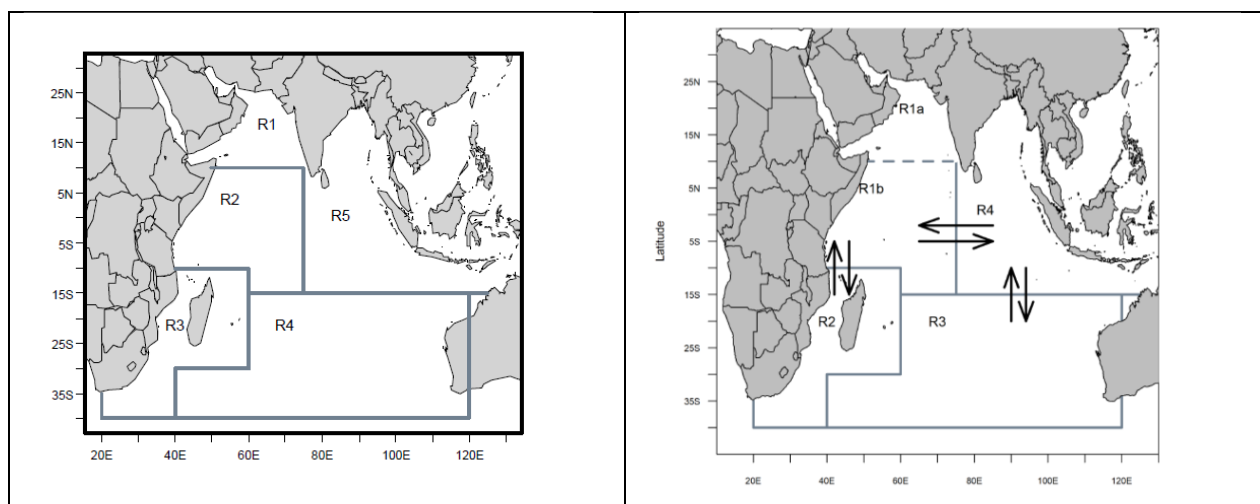 25N
15N
5N
5S
15S
25S
35S
R1
R2
R5
R3
R4
20E 40E 60E 80E 100E 120E
Latitude
25N
15N
5N
5S
15S
25S
35S
R1a
R1b
R4
R2
R3
20E 40E 60E 80E 100E 120E